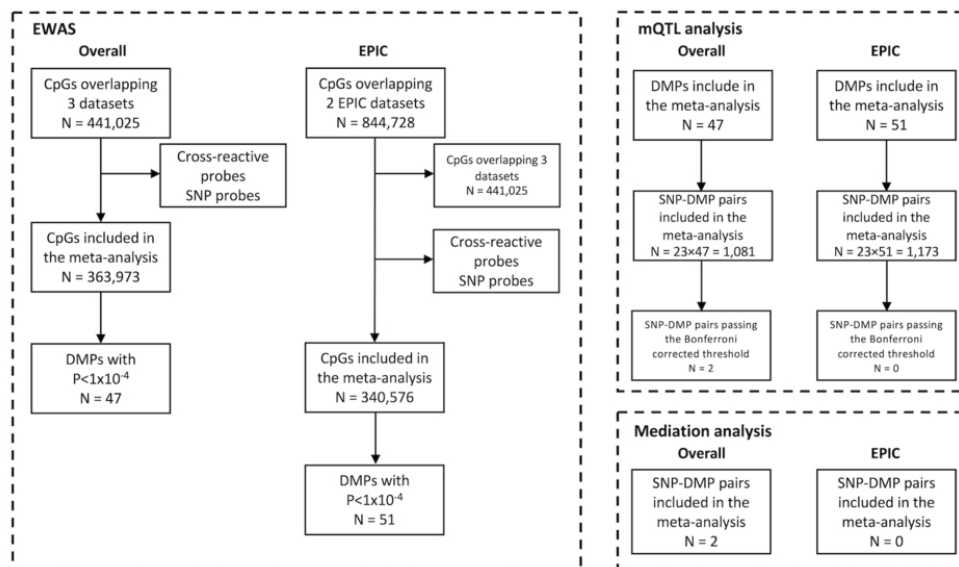 EWAS
Overall
CpGs overlapping
3 datasets
N = 441,025
Cross-reactive
probes
SNP probes
CpGs included in
the meta-analysis
N = 363,973
DMPs with
P<1x10⁻⁴
N = 47
EPIC
CpGs overlapping
2 EPIC datasets
N = 844,728
CpGs overlapping 3
datasets
N = 441,025
Cross-reactive
probes
SNP probes
CpGs included in
the meta-analysis
N = 340,576
DMPs with
P<1x10⁻⁴
N = 51
mQTL analysis
Overall
DMPs include in
the meta-analysis
N = 47
SNP-DMP pairs
included in the
meta-analysis
N = 23×47 = 1,081
SNP-DMP pairs passing
the Bonferroni
corrected threshold
N = 2
EPIC
DMPs include in
the meta-analysis
N = 51
SNP-DMP pairs
included in the
meta-analysis
N = 23×51 = 1,173
SNP-DMP pairs passing
the Bonferroni
corrected threshold
N = 0
Mediation analysis
Overall
SNP-DMP pairs
included in the
meta-analysis
N = 2
EPIC
SNP-DMP pairs
included in the
meta-analysis
N = 0